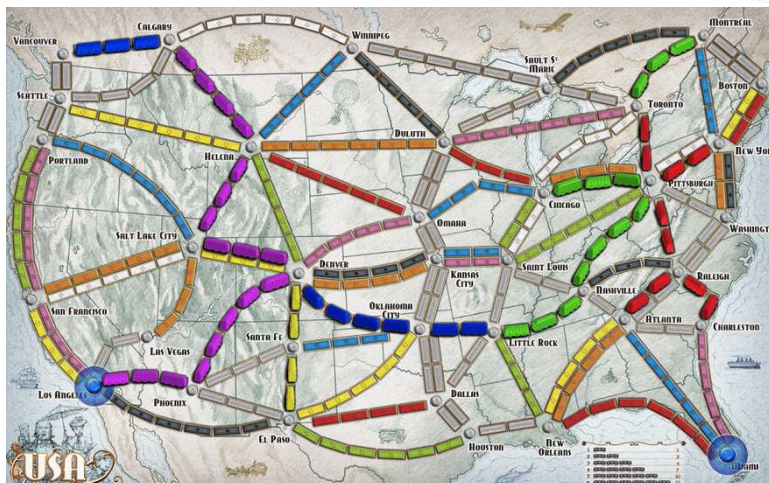 Calgary
Winnipeg
Montréal
Vancouver
Sault St
Marie
Seattle
Boston
Toronto
Portland
Helena
Duluth
New York
Pittsburgh
Chicago
Omaha
Salt Lake City
Washington
Denver
Kansas
City
Saint Louis
Raleigh
Nashville
San Francisco
Oklahoma
City
Atlanta
Charleston
Las Vegas
Santa Fe
Little Rock
Los Angeles
Phoenix
Dallas
El Paso
Houston
New
Orleans
Miami
USA